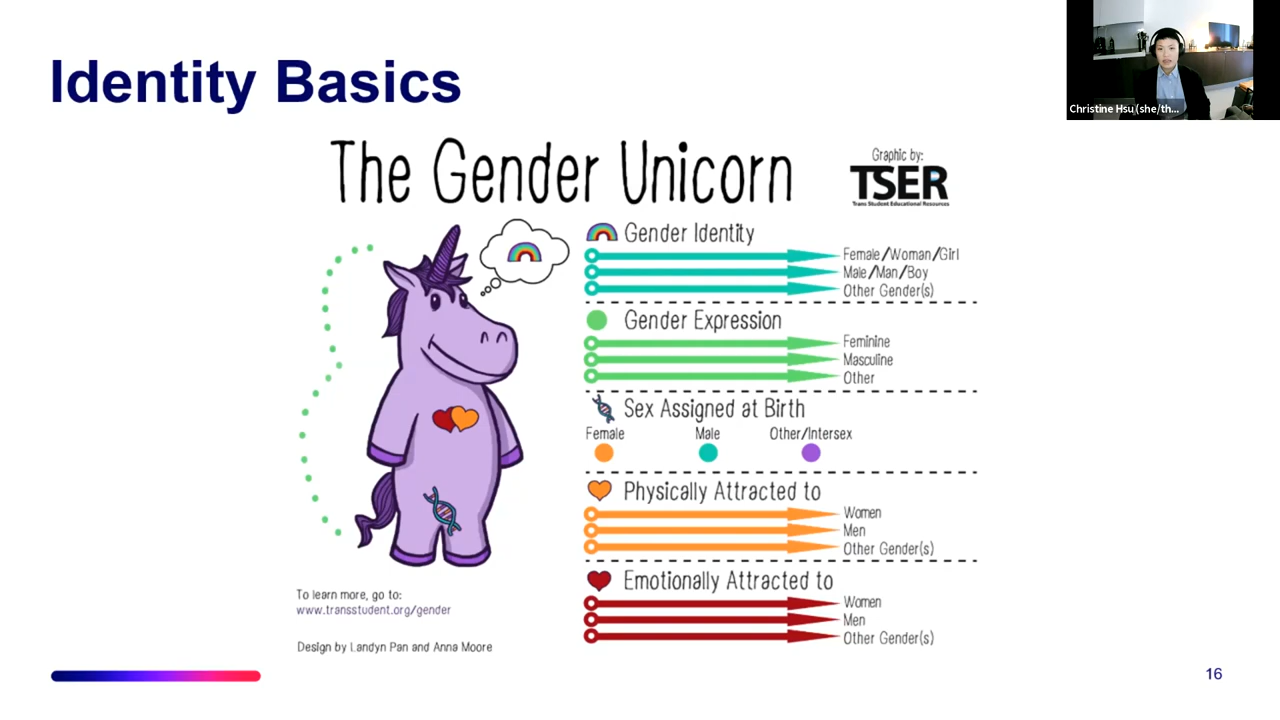 Identity Basics
Christine Hsu (she/th...
The Gender Unicorn
Graphic by:
TSER
Trans Student Educational Resources
Gender Identity
Female/Woman/Girl
Male/Man/Boy
Other Gender(s)
Gender Expression
Feminine
Masculine
Other
Sex Assigned at Birth
Female Male Other/Intersex
Physically Attracted to
Women
Men
Other Gender(s)
Emotionally Attracted to
Women
Men
Other Gender(s)
To learn more, go to:
www.transstudent.org/gender
Design by Landyn Pan and Anna Moore
16